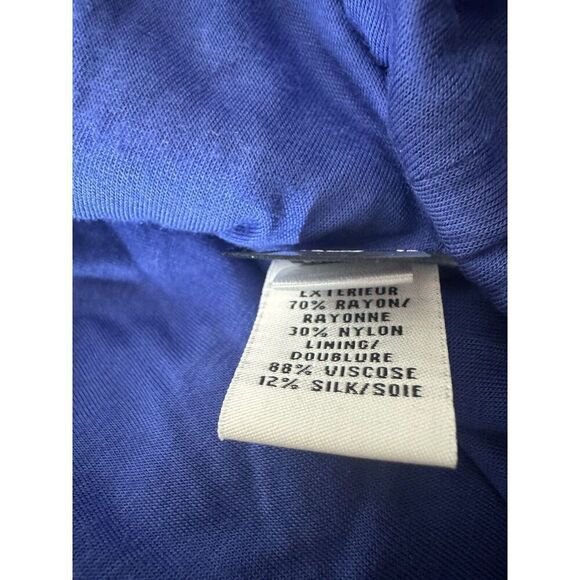 EXTERIEUR
70% RAYON/
RAYONNE
30% NYLON
LINING/
DOUBLURE
88% VISCOSE
12% SILK/SOIE